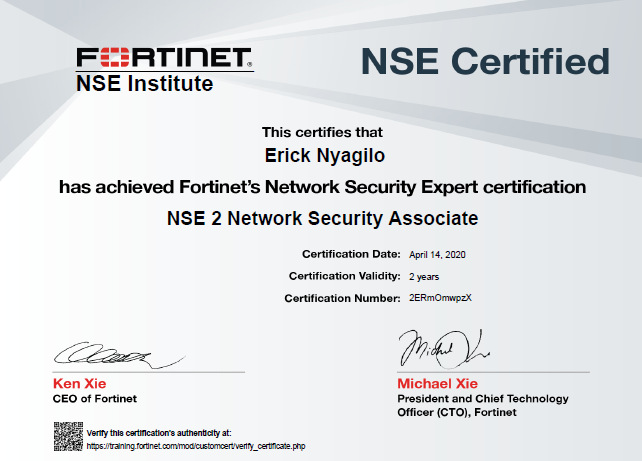 FORTINET®
NSE Institute
NSE Certified
This certifies that
Erick Nyagilo
has achieved Fortinet's Network Security Expert certification
NSE 2 Network Security Associate
Certification Date: April 14, 2020
Certification Validity: 2 years
Certification Number: 2ERmOmwpzX
Ken Xie
CEO of Fortinet
Michael Xie
President and Chief Technology
Officer (CTO), Fortinet
Verify this certification's authenticity at:
https://training.fortinet.com/mod/customcert/verify_certificate.php